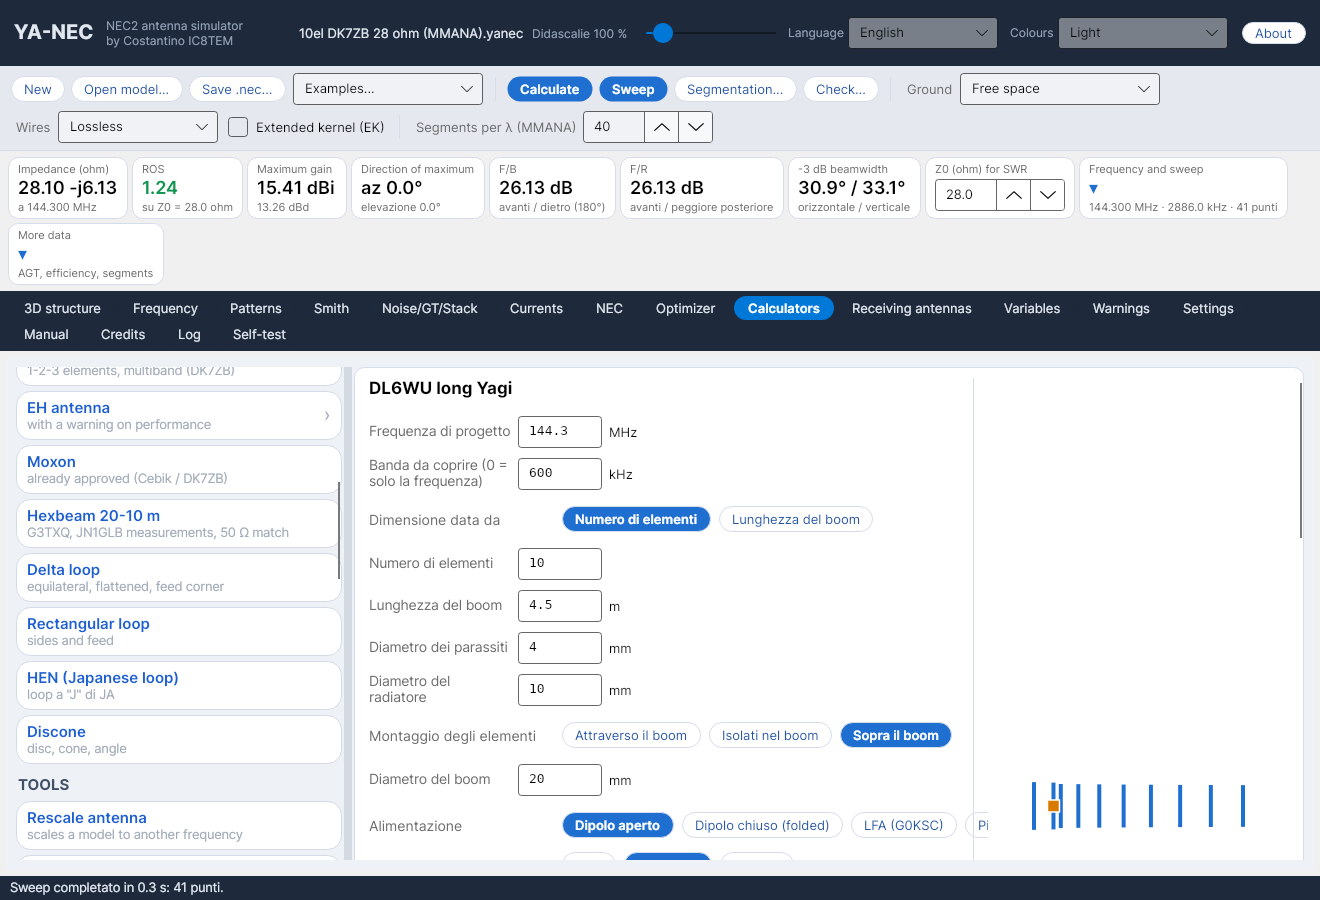 YA-NEC
NEC2 antenna simulator
by Costantino IC8TEM
10el DK7ZB 28 ohm (MMANA).yanec
Didascalie 100 %
Language
English
Colours
Light
About
New
Open model...
Save .nec...
Examples...
Calculate
Sweep
Segmentation...
Check...
Ground
Free space
Wires
Lossless
Extended kernel (EK)
Segments per λ (MMANA)
40
Impedance (ohm)
28.10 -j6.13
a 144.300 MHz
ROS
1.24
su Z0 = 28.0 ohm
Maximum gain
15.41 dBi
13.26 dBd
Direction of maximum
az 0.0°
elevazione 0.0°
F/B
26.13 dB
avanti / dietro (180°)
F/R
26.13 dB
avanti / peggiore posteriore
-3 dB beamwidth
30.9° / 33.1°
orizzontale / verticale
Z0 (ohm) for SWR
28.0
Frequency and sweep
144.300 MHz · 2886.0 kHz · 41 punti
More data
AGT, efficiency, segments
3D structure
Frequency
Patterns
Smith
Noise/GT/Stack
Currents
NEC
Optimizer
Calculators
Receiving antennas
Variables
Warnings
Settings
Manual
Credits
Log
Self-test
1-2-3 elements, multiband (DK7ZB)
EH antenna
with a warning on performance
Moxon
already approved (Cebik / DK7ZB)
Hexbeam 20-10 m
G3TXQ, JN1GLB measurements, 50 Ω match
Delta loop
equilateral, flattened, feed corner
Rectangular loop
sides and feed
HEN (Japanese loop)
loop a "J" di JA
Discone
disc, cone, angle
TOOLS
Rescale antenna
scales a model to another frequency
DL6WU long Yagi
Frequenza di progetto
144.3
MHz
Banda da coprire (0 =
solo la frequenza)
600
kHz
Dimensione data da
Numero di elementi
Lunghezza del boom
Numero di elementi
10
Lunghezza del boom
4.5
m
Diametro dei parassiti
4
mm
Diametro del
radiatore
10
mm
Montaggio degli elementi
Attraverso il boom
Isolati nel boom
Sopra il boom
Diametro del boom
20
mm
Alimentazione
Dipolo aperto
Dipolo chiuso (folded)
LFA (G0KSC)
Pi
Sweep completato in 0.3 s: 41 punti.